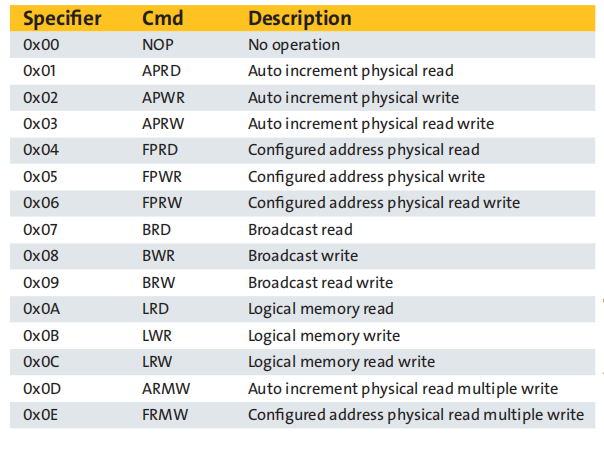 Specifier Cmd Description
0x00 NOP No operation
0x01 APRD Auto increment physical read
0x02 APWR Auto increment physical write
0x03 APRW Auto increment physical read write
0x04 FPRD Configured address physical read
0x05 FPWR Configured address physical write
0x06 FPRW Configured address physical read write
0x07 BRD Broadcast read
0x08 BWR Broadcast write
0x09 BRW Broadcast read write
0x0A LRD Logical memory read
0x0B LWR Logical memory write
0x0C LRW Logical memory read write
0x0D ARMW Auto increment physical read multiple write
0x0E FRMW Configured address physical read multiple write